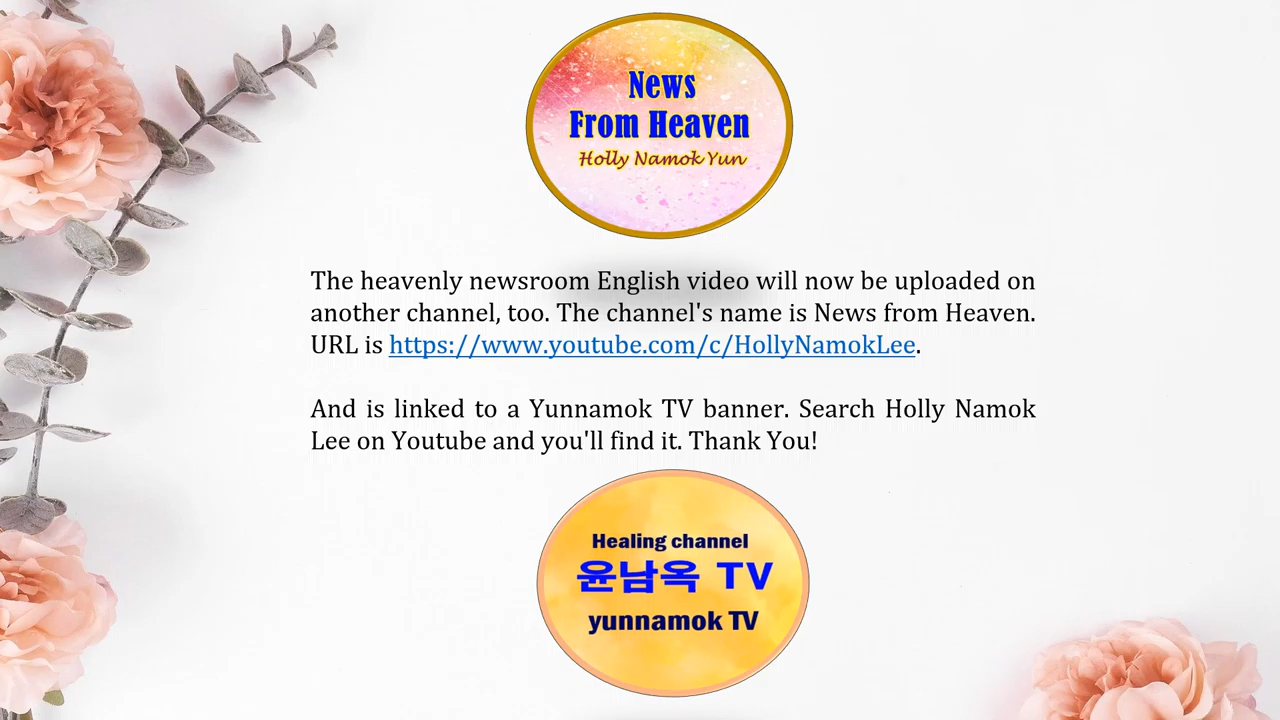 News
From Heaven
Holly Namok Yun
The heavenly newsroom English video will now be uploaded on
another channel, too. The channel's name is News from Heaven.
URL is https://www.youtube.com/c/HollyNamokLee.
And is linked to a Yunnamok TV banner. Search Holly Namok
Lee on Youtube and you'll find it. Thank You!
Healing channel
윤남옥 TV
yunnamok TV